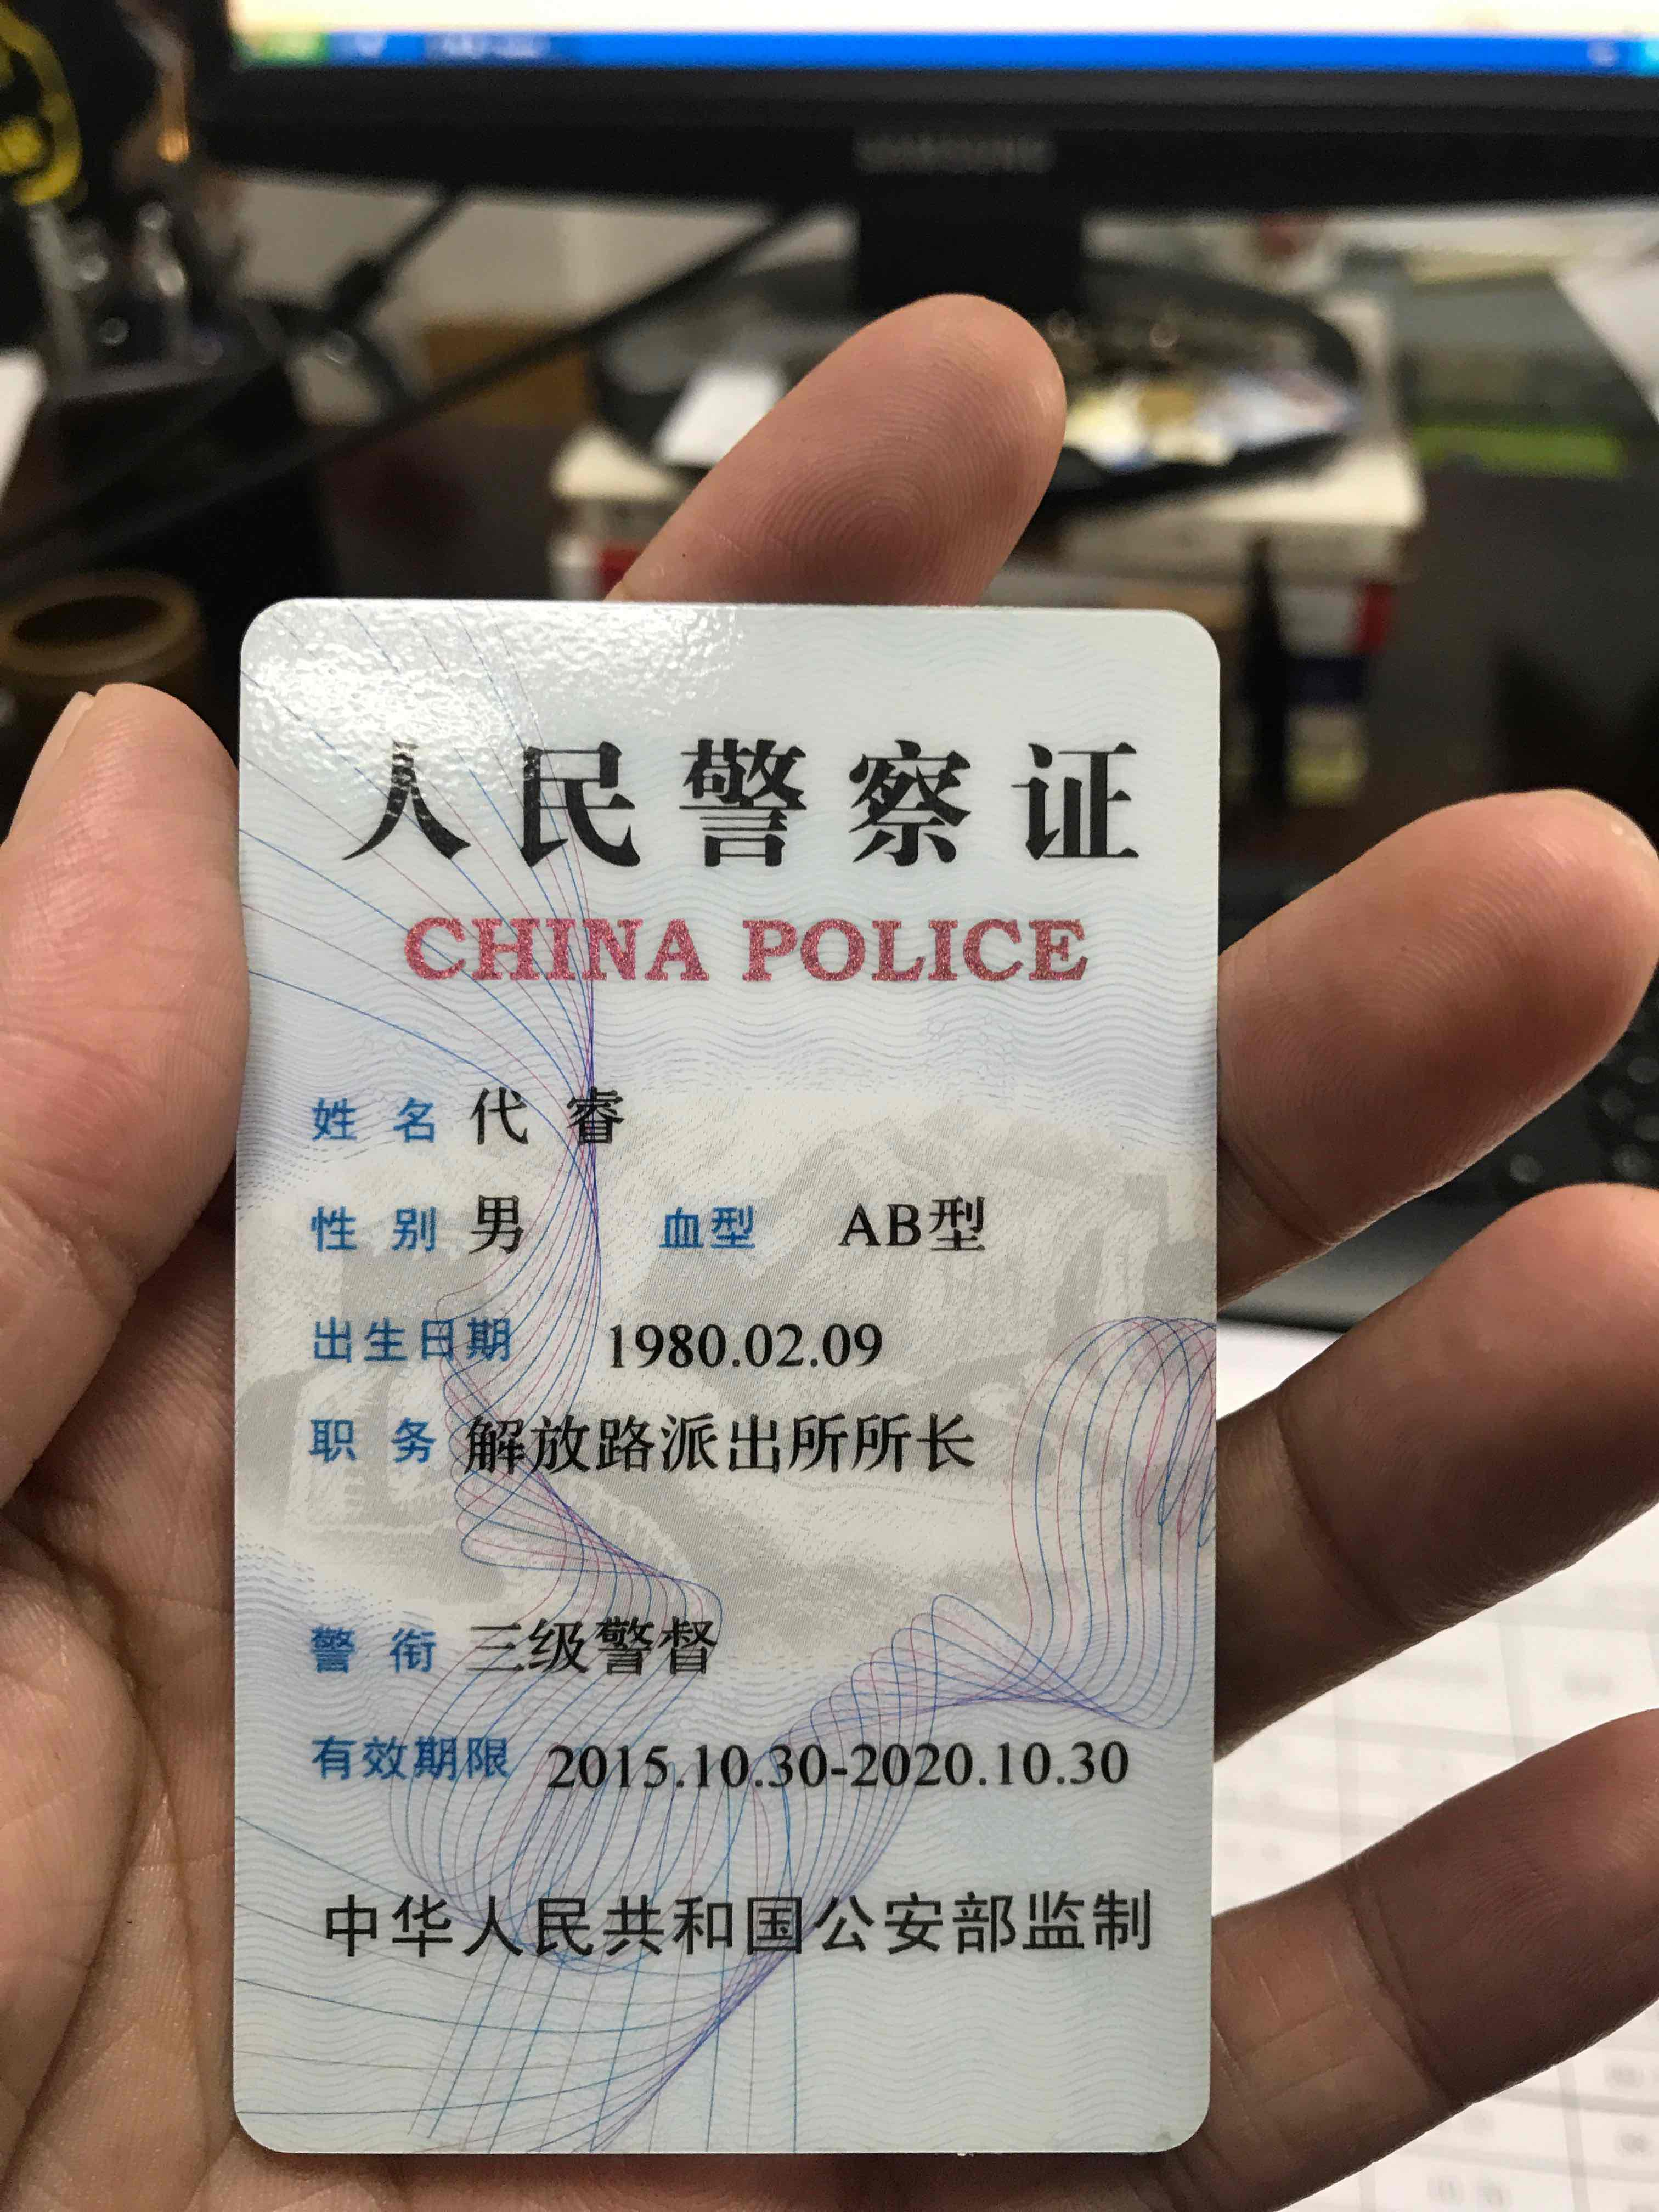 SAMSUNG
人民警察证
CHINA POLICE
姓 名 代 睿
性 别 男 血型 AB型
出生日期 1980.02.09
职 务 解放路派出所所长
警 衔 三级警督
有效期限 2015.10.30-2020.10.30
中华人民共和国公安部监制